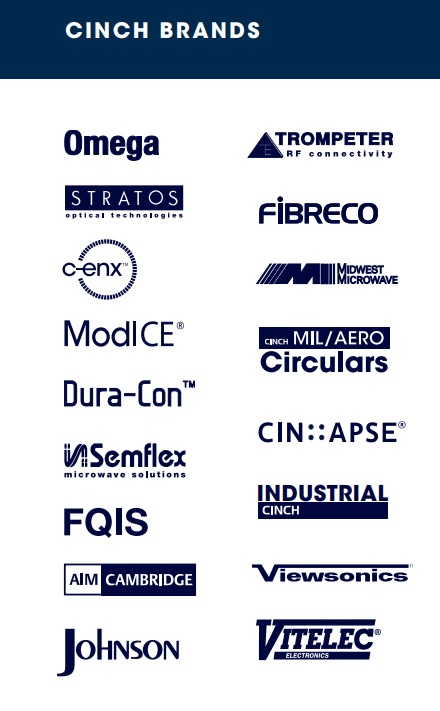 CINCH BRANDS
Omega
STRATOS
optical technologies
c-enx™
ModICE®
Dura-Con™
Semflex
microwave solutions
FQIS
AIM CAMBRIDGE
JOHNSON
TROMPETER
RF connectivity
FiBRECO
MIDWEST
MICROWAVE
CINCH MIL/AERO
Circulars
CIN::APSE®
INDUSTRIAL
CINCH
Viewsonics
VITELEC®
ELECTRONICS